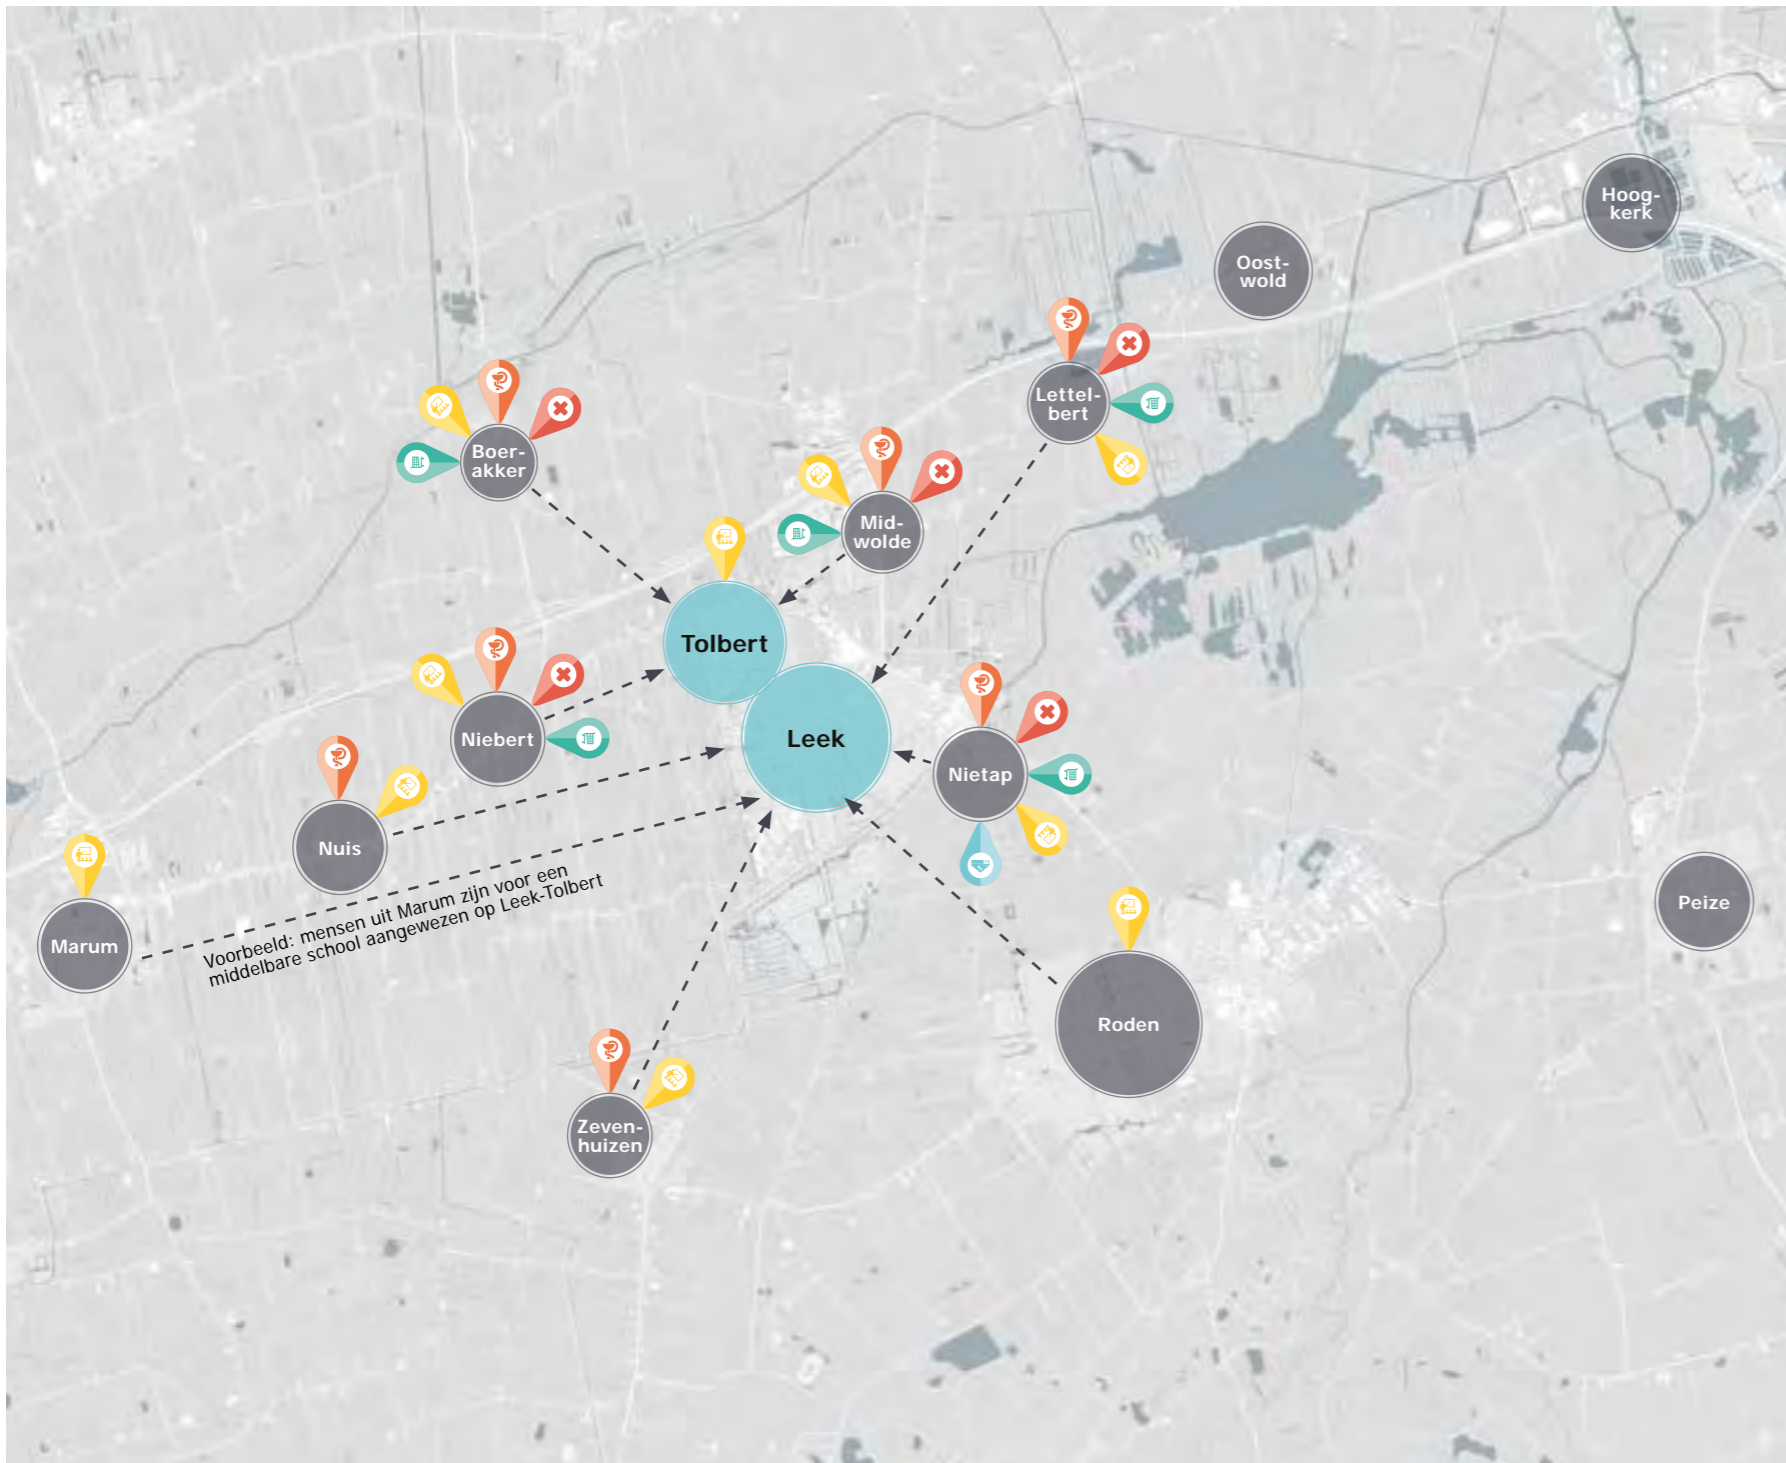 Hoog-
kerk
Oost-
wold
Lettel-
bert
Boer-
akker
Mid-
wolde
Tolbert
Leek
Niebert
Nietap
Nuis
Marum
Voorbeeld: mensen uit Marum zijn voor een
middelbare school aangewezen op Leek-Tolbert
Peize
Roden
Zeven-
huizen